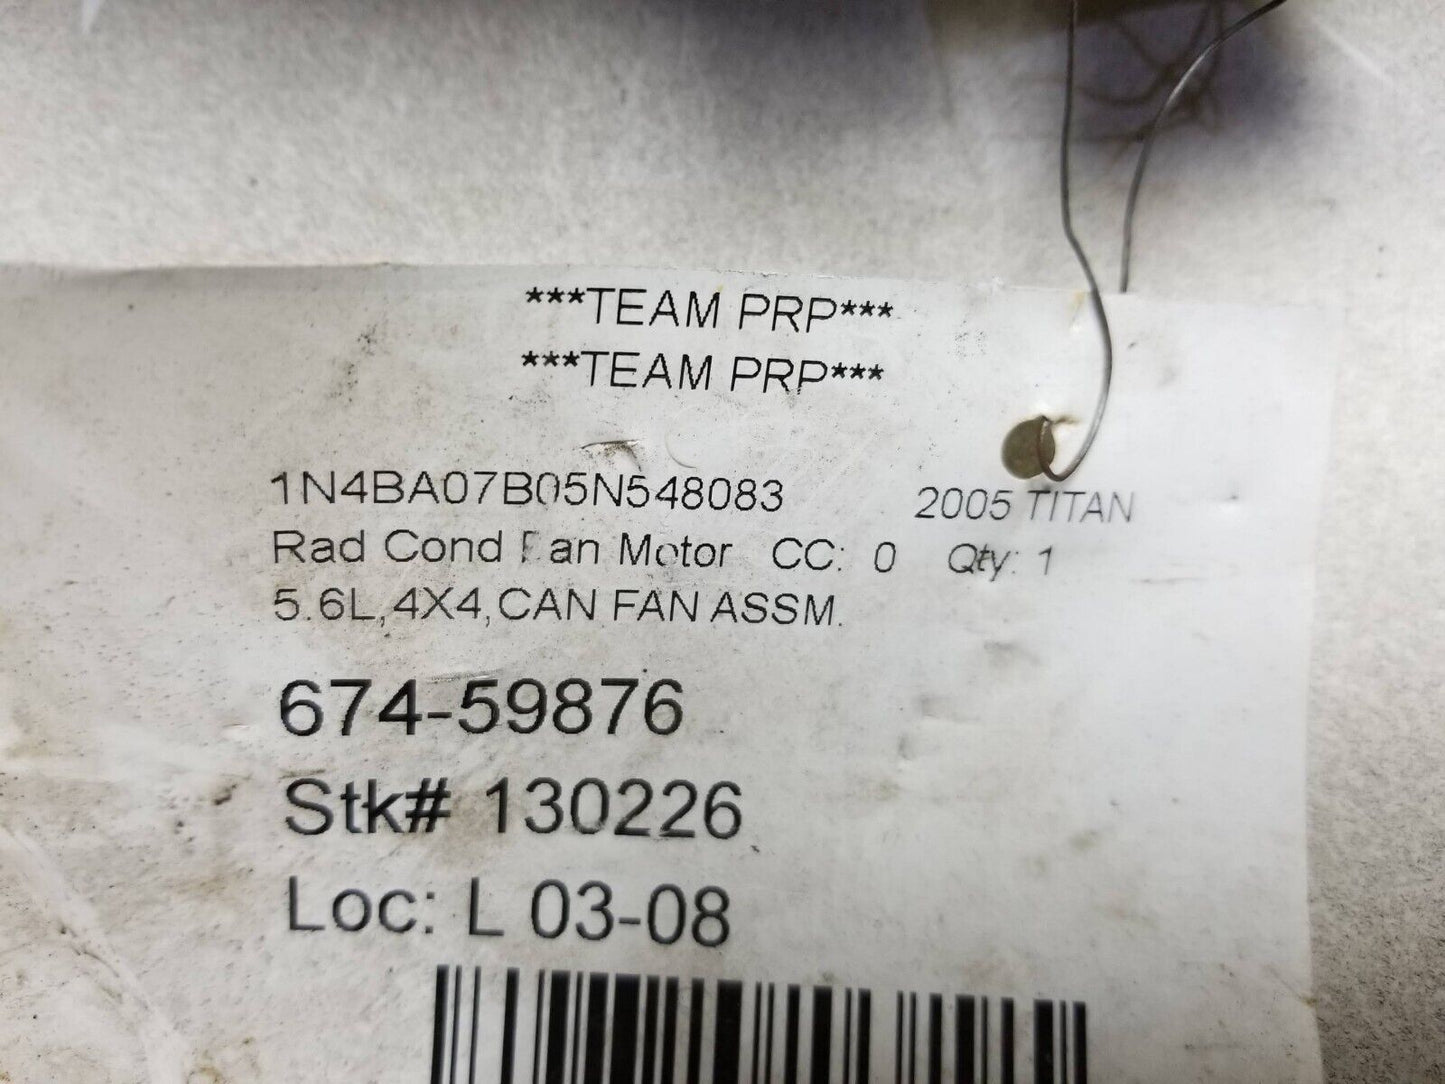 ***TEAM PRP***
***TEAM PRP***
1N4BA07B05N548083 2005 TITAN
Rad Cond Fan Motor CC: 0 Qty: 1
5.6L,4X4,CAN FAN ASSM.
674-59876
Stk# 130226
Loc: L 03-08